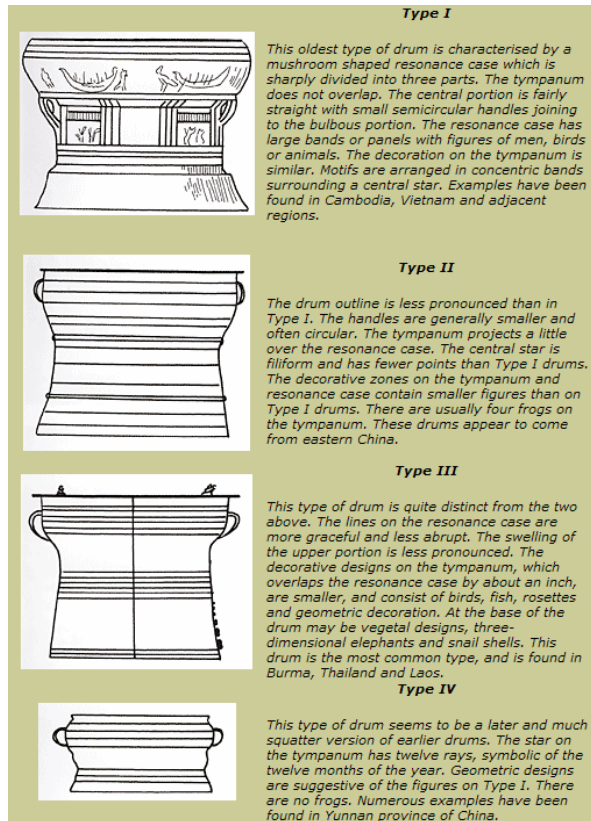 Type I
This oldest type of drum is characterised by a
mushroom shaped resonance case which is
sharply divided into three parts. The tympanum
does not overlap. The central portion is fairly
straight with small semicircular handles joining
to the bulbous portion. The resonance case has
large bands or panels with figures of men, birds
or animals. The decoration on the tympanum is
similar. Motifs are arranged in concentric bands
surrounding a central star. Examples have been
found in Cambodia, Vietnam and adjacent
regions.
Type II
The drum outline is less pronounced than in
Type I. The handles are generally smaller and
often circular. The tympanum projects a little
over the resonance case. The central star is
filiform and has fewer points than Type I drums.
The decorative zones on the tympanum and
resonance case contain smaller figures than on
Type I drums. There are usually four frogs on
the tympanum. These drums appear to come
from eastern China.
Type III
This type of drum is quite distinct from the two
above. The lines on the resonance case are
more graceful and less abrupt. The swelling of
the upper portion is less pronounced. The
decorative designs on the tympanum, which
overlaps the resonance case by about an inch,
are smaller, and consist of birds, fish, rosettes
and geometric decoration. At the base of the
drum may be vegetal designs, three-
dimensional elephants and snail shells. This
drum is the most common type, and is found in
Burma, Thailand and Laos.
Type IV
This type of drum seems to be a later and much
squatter version of earlier drums. The star on
the tympanum has twelve rays, symbolic of the
twelve months of the year. Geometric designs
are suggestive of the figures on Type I. There
are no frogs. Numerous examples have been
found in Yunnan province of China.